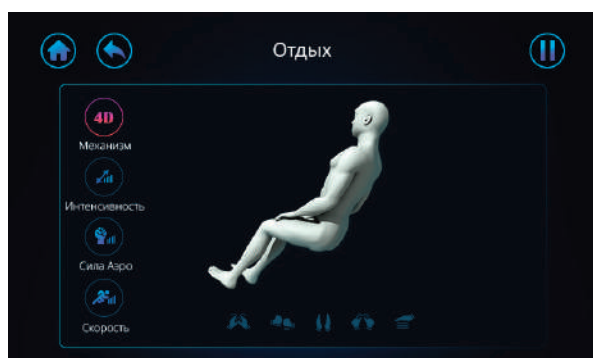 Отдых
4D
Механизм
Интенсивность
Сила Аэро
Скорость